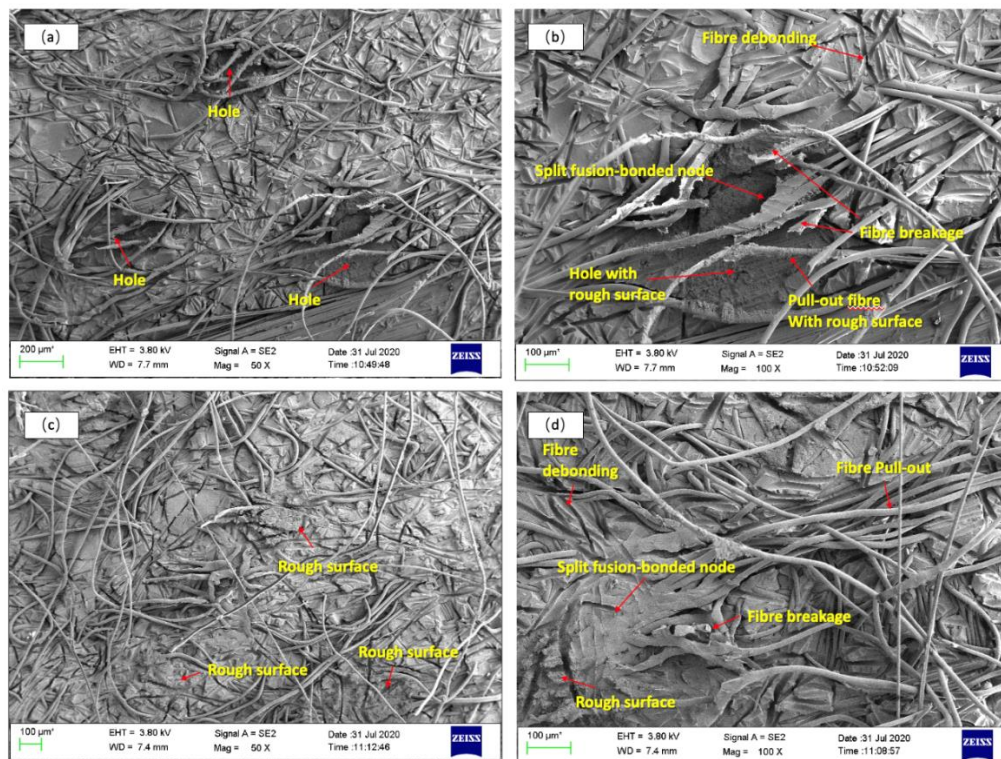 (a)
Hole
Hole
Hole
200 µm*
EHT = 3.80 kV
Signal A = SE2
Date :31 Jul 2020
WD = 7.7 mm
Mag = 50 X
Time :10:49:48
ZEISS
(b)
Fibre debonding
Split fusion-bonded node
Fibre breakage
Hole with
rough surface
Pull-out fibre
With rough surface
100 µm*
EHT = 3.80 kV
Signal A = SE2
Date :31 Jul 2020
WD = 7.7 mm
Mag = 100 X
Time :10:52:09
ZEISS
(c)
Rough surface
Rough surface
Rough surface
100 µm*
EHT = 3.80 kV
Signal A = SE2
Date :31 Jul 2020
WD = 7.4 mm
Mag = 50 X
Time :11:12:46
ZEISS
(d)
Fibre
debonding
Fibre Pull-out
Split fusion-bonded node
Fibre breakage
Rough surface
100 µm*
EHT = 3.80 kV
Signal A = SE2
Date :31 Jul 2020
WD = 7.4 mm
Mag = 100 X
Time :11:08:57
ZEISS